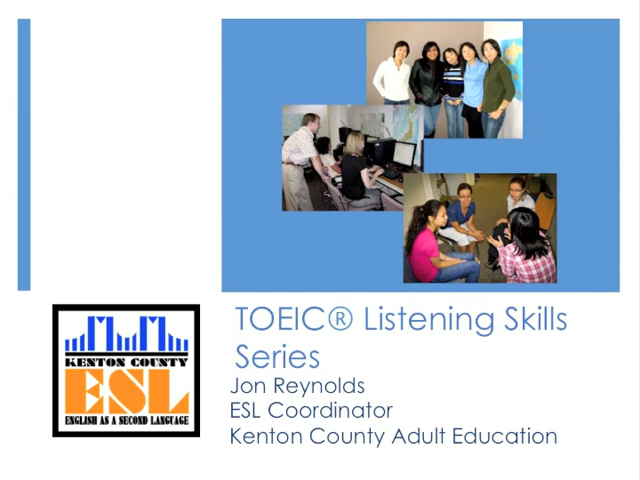 TOEIC® Listening Skills
Series
Jon Reynolds
ESL Coordinator
Kenton County Adult Education
KENTON COUNTY
ESL
ENGLISH AS A SECOND LANGUAGE